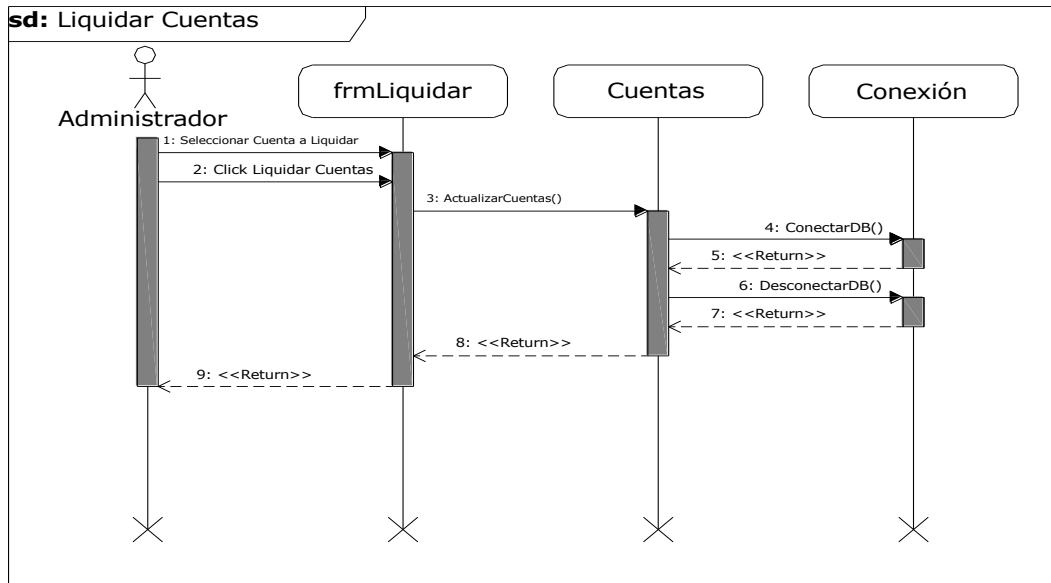 sd: Liquidar Cuentas
Administrador
frmLiquidar
Cuentas
Conexión
1: Seleccionar Cuenta a Liquidar
2: Click Liquidar Cuentas
3: ActualizarCuentas()
4: ConectarDB()
5: <<Return>>
6: DesconectarDB()
7: <<Return>>
8: <<Return>>
9: <<Return>>